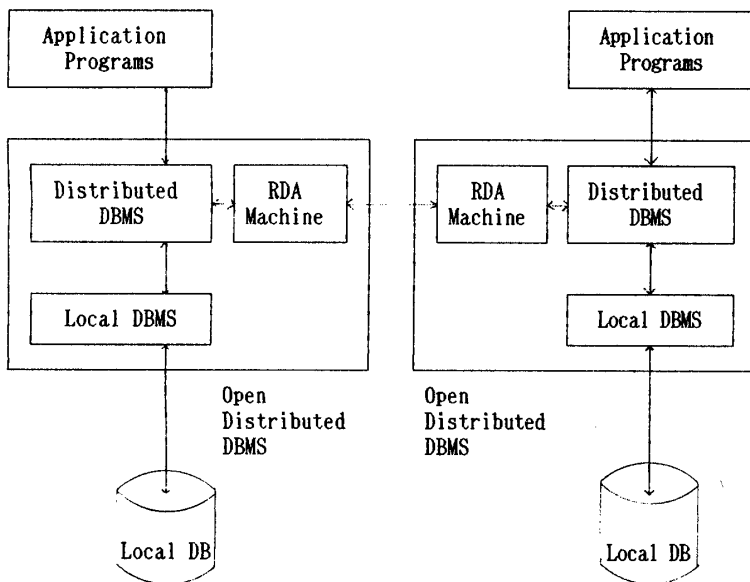 Application
Programs
Application
Programs
Distributed
DBMS
RDA
Machine
RDA
Machine
Distributed
DBMS
Local DBMS
Local DBMS
Open
Distributed
DBMS
Open
Distributed
DBMS
Local DB
Local DB